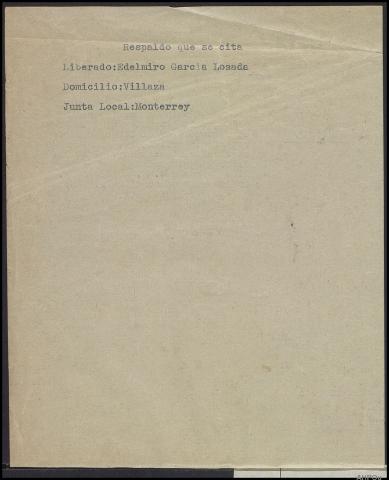 Respaldo que se cita
Liberado:Edelmiro Garcia Losada
Domicilio:Villaza
Junta Local:Monterrey